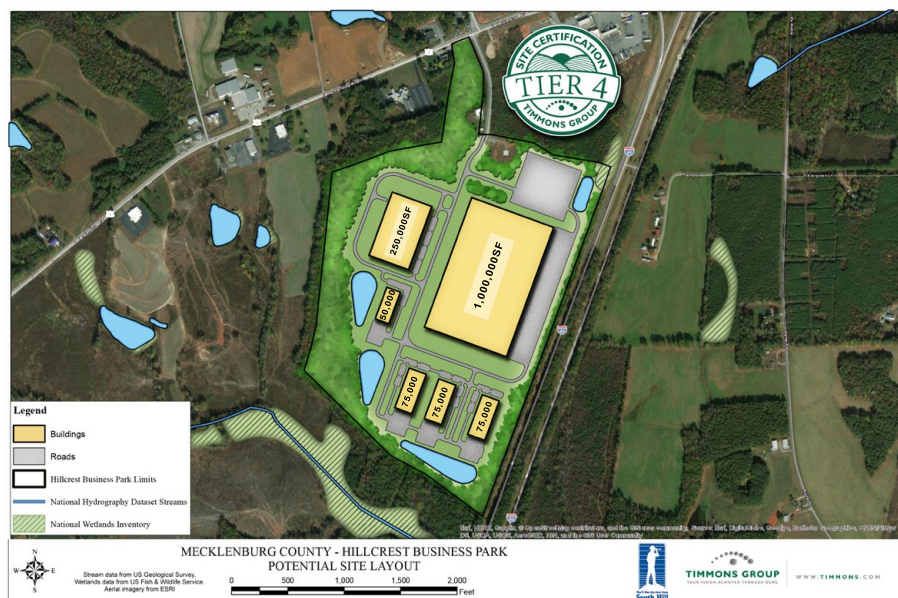 SITE CERTIFICATION
TIER 4
TIMMONS GROUP
250,000SF
1,000,000SF
50,000
75,000
75,000
75,000
Legend
Buildings
Roads
Hillcrest Business Park Limits
National Hydrography Dataset Streams
National Wetlands Inventory
MECKLENBURG COUNTY - HILLCREST BUSINESS PARK
POTENTIAL SITE LAYOUT
N
W E
S
Stream data from US Geological Survey.
Wetlands data from US Fish & Wildlife Service.
Aerial imagery from ESRI
0 500 1,000 1,500 2,000
Feet
South Hill
TIMMONS GROUP
YOUR VISION ACHIEVED THROUGH OURS.
WWW.TIMMONS.COM